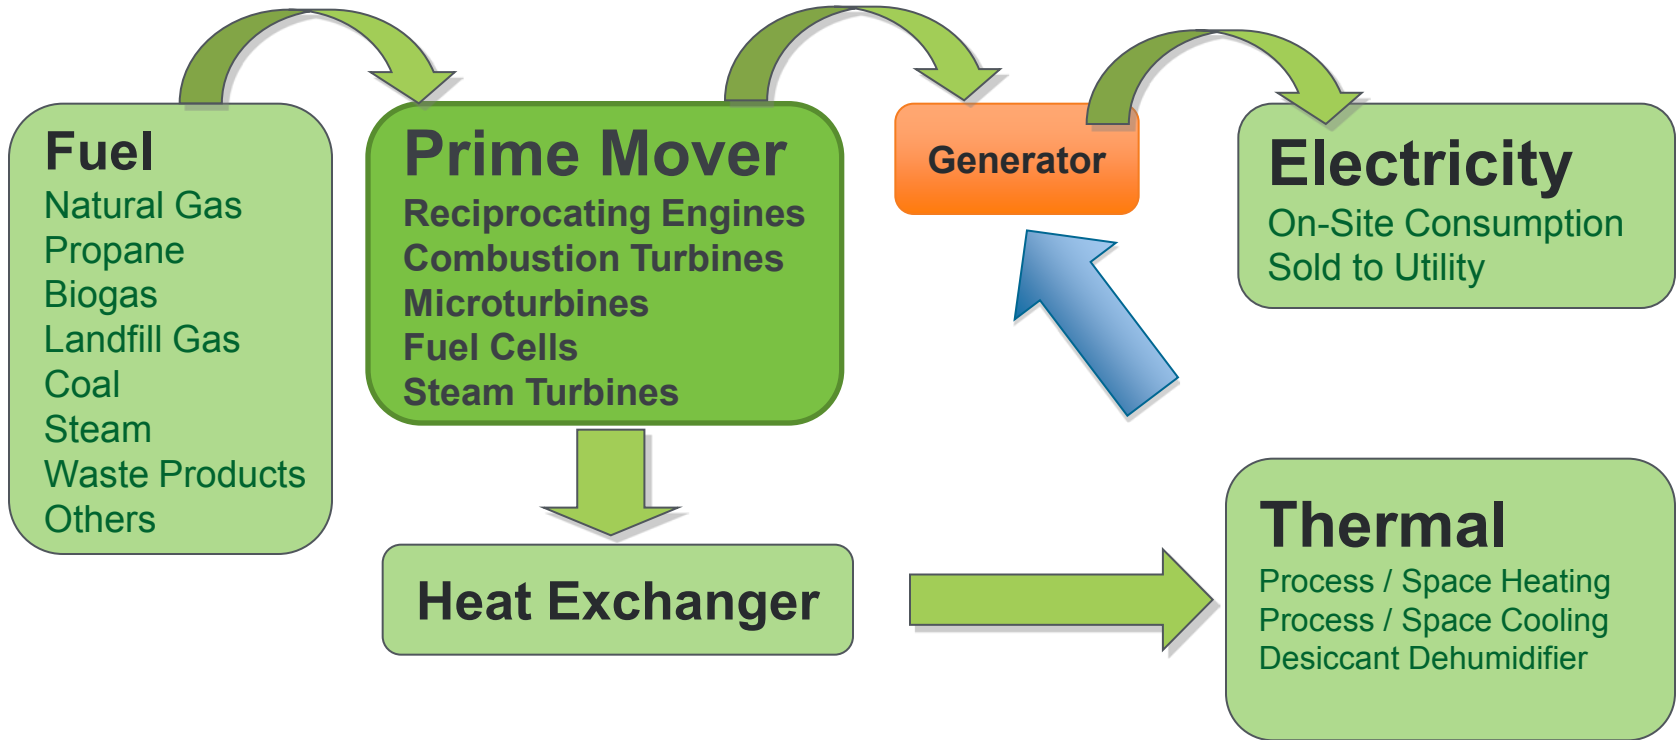 Fuel
Natural Gas
Propane
Biogas
Landfill Gas
Coal
Steam
Waste Products
Others
Prime Mover
Reciprocating Engines
Combustion Turbines
Microturbines
Fuel Cells
Steam Turbines
Generator
Electricity
On-Site Consumption
Sold to Utility
Heat Exchanger
Thermal
Process / Space Heating
Process / Space Cooling
Desiccant Dehumidifier